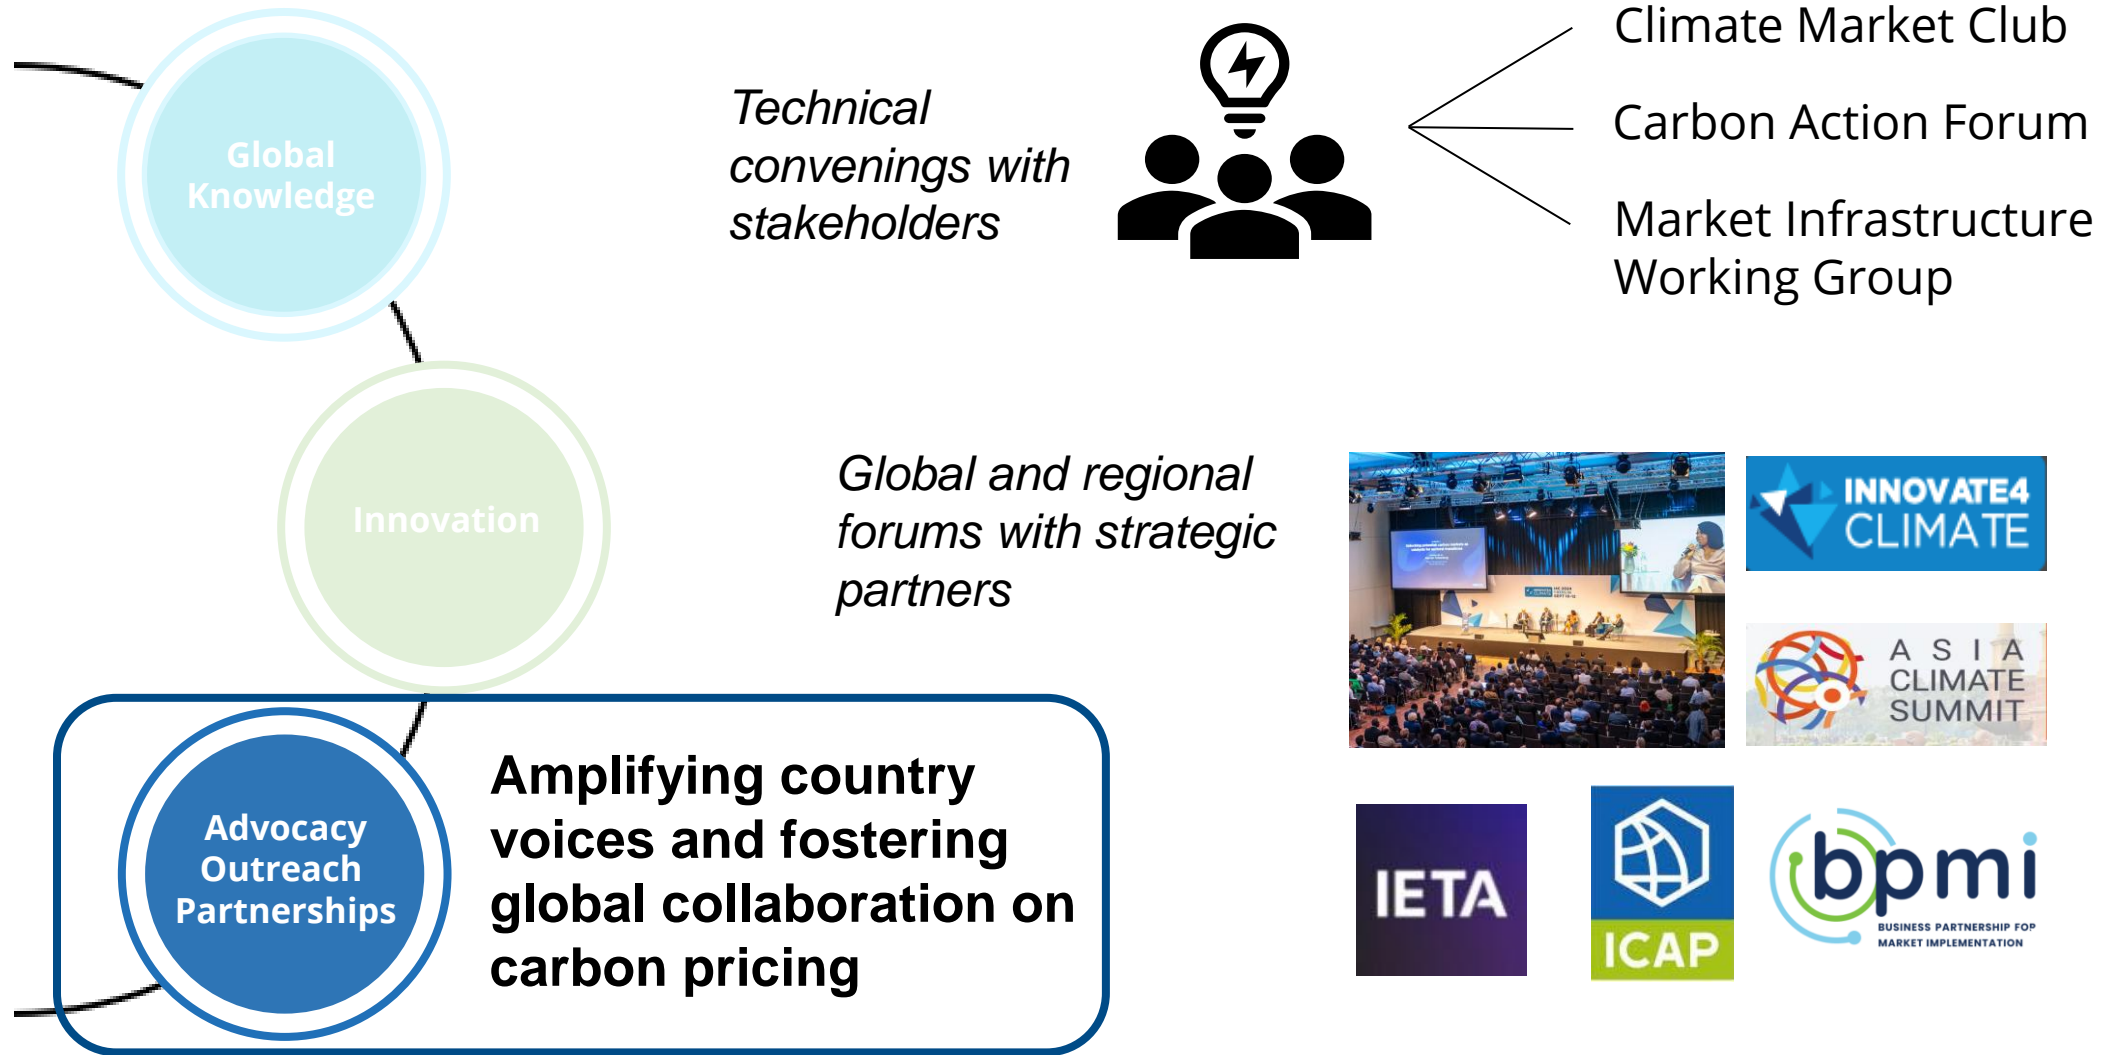 Global
Knowledge
Innovation
Advocacy
Outreach
Partnerships
Amplifying country
voices and fostering
global collaboration on
carbon pricing
Technical
convenings with
stakeholders
Climate Market Club
Carbon Action Forum
Market Infrastructure
Working Group
Global and regional
forums with strategic
partners
INNOVATE4
CLIMATE
ASIA
CLIMATE
SUMMIT
IETA
ICAP
bpmi
BUSINESS PARTNERSHIP FOR
MARKET IMPLEMENTATION